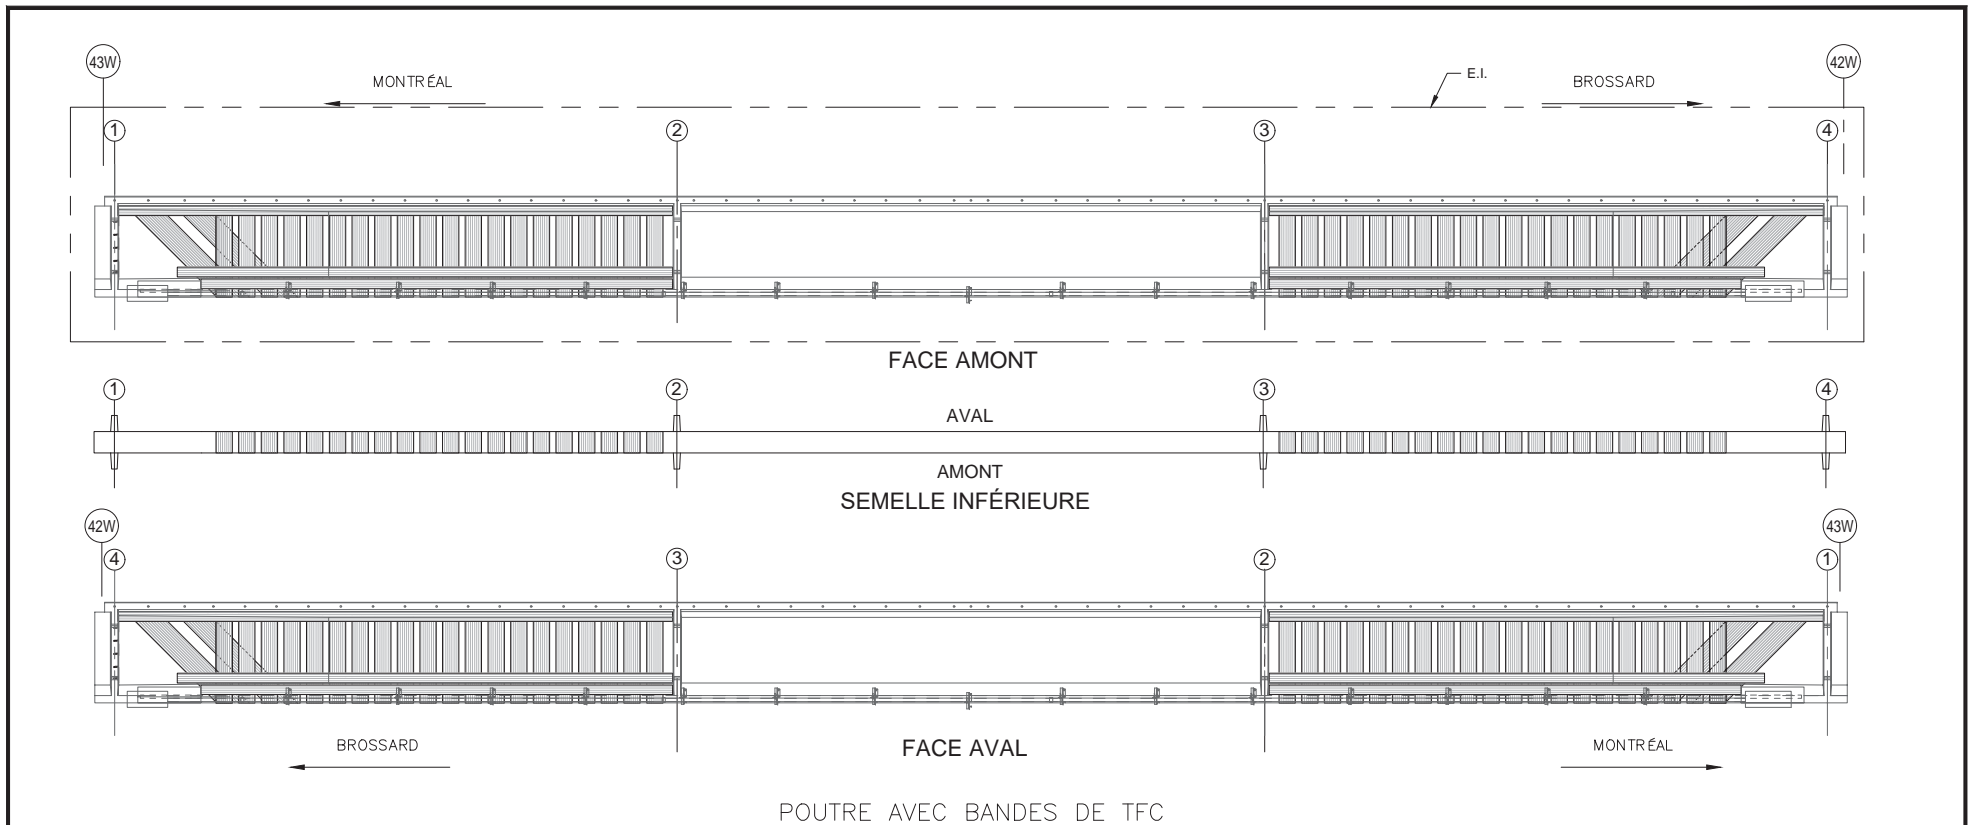 43W
42W
MONTRÉAL
E.I.
BROSSARD
1 2 3 4
FACE AMONT
1 2 3 4
AVAL
AMONT
SEMELLE INFÉRIEURE
42W
43W
4 3 2 1
BROSSARD
FACE AVAL
MONTRÉAL
POUTRE AVEC BANDES DE TFC